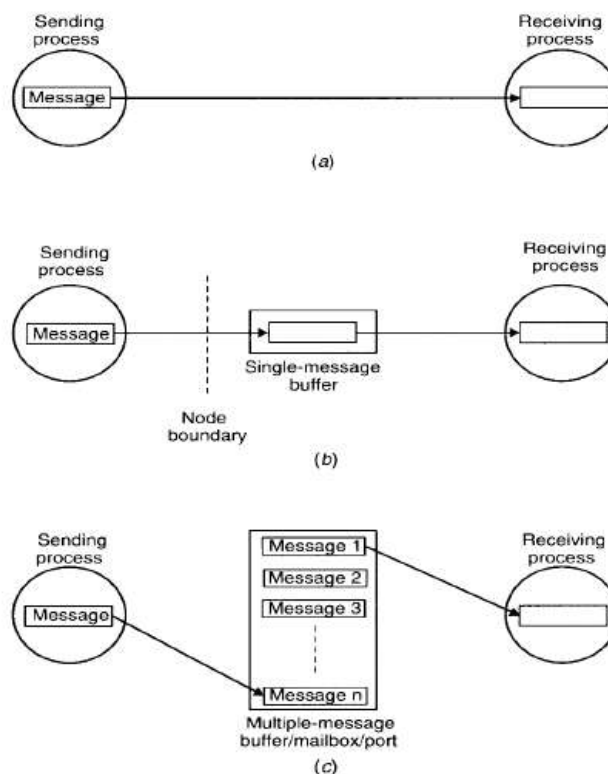 Sending
process
Receiving
process
Message
(a)
Sending
process
Receiving
process
Message
Single-message
buffer
Node
boundary
(b)
Sending
process
Receiving
process
Message 1
Message 2
Message
Message 3
Message n
Multiple-message
buffer/mailbox/port
(c)